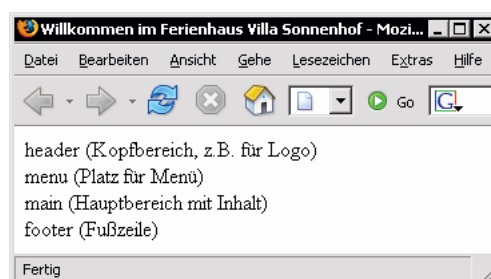 Willkommen im Ferienhaus Villa Sonnenhof - Mozi...
Datei Bearbeiten Ansicht Gehe Lesezeichen Extras Hilfe
Go G
header (Kopfbereich, z.B. für Logo)
menu (Platz für Menü)
main (Hauptbereich mit Inhalt)
footer (Fußzeile)
Fertig